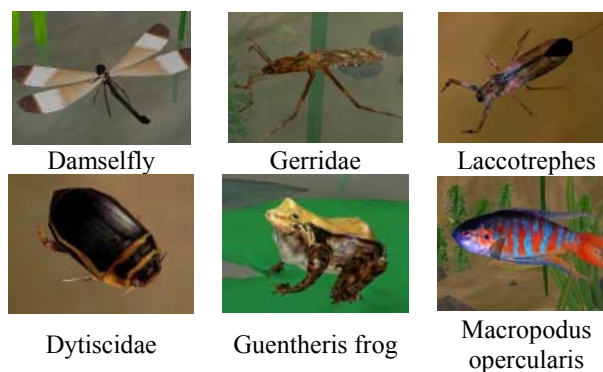 Damselfly
Gerridae
Laccotrephes
Dytiscidae
Guentheris frog
Macropodus
opercularis